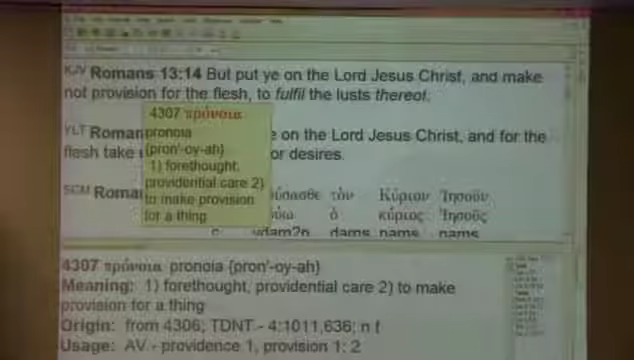 KJV Romans 13:14 But put ye on the Lord Jesus Christ, and make
not provision for the flesh, to fulfil the lusts thereof.
4307 πρόνοια
pronoia
(pron'-oy-ah)
1) forethought,
providential care 2)
to make provision
for a thing
YLT Roman e on the Lord Jesus Christ, and for the
flesh take or desires.
SCM Roma τὸν Κύριον Ἰησοῦν
ὁ κύριος Ἰησοῦς
dams nams nams
4307 πρόνοια pronoia {pron'-oy-ah}
Meaning: 1) forethought, providential care 2) to make
provision for a thing
Origin: from 4306; TDNT - 4:1011,636; n f
Usage: AV - providence 1, provision 1; 2